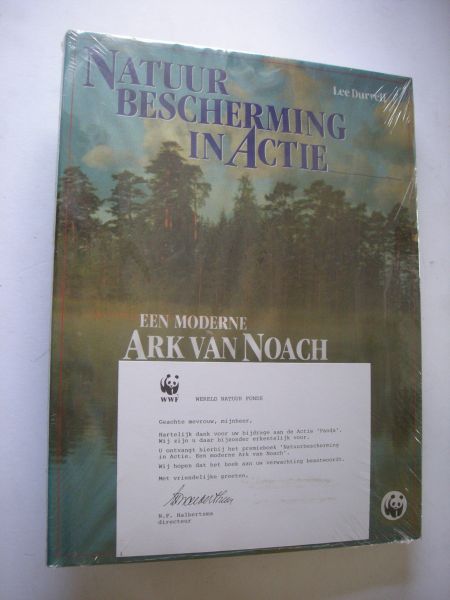 NATUUR
BESCHERMING
IN ACTIE
Lee Durrell
EEN MODERNE
ARK VAN NOACH
WWF
WERELD NATUUR FONDS
Geachte mevrouw, mijnheer,
Hartelijk dank voor uw bijdrage aan de Actie 'Panda'.
Wij zijn u daar bijzonder erkentelijk voor.
U ontvangt hierbij het premieboek 'Natuurbescherming
in Actie. Een moderne Ark van Noach'.
Wij hopen dat het boek aan uw verwachting beantwoordt.
Met vriendelijke groeten,
N.F. Halbertsma
directeur